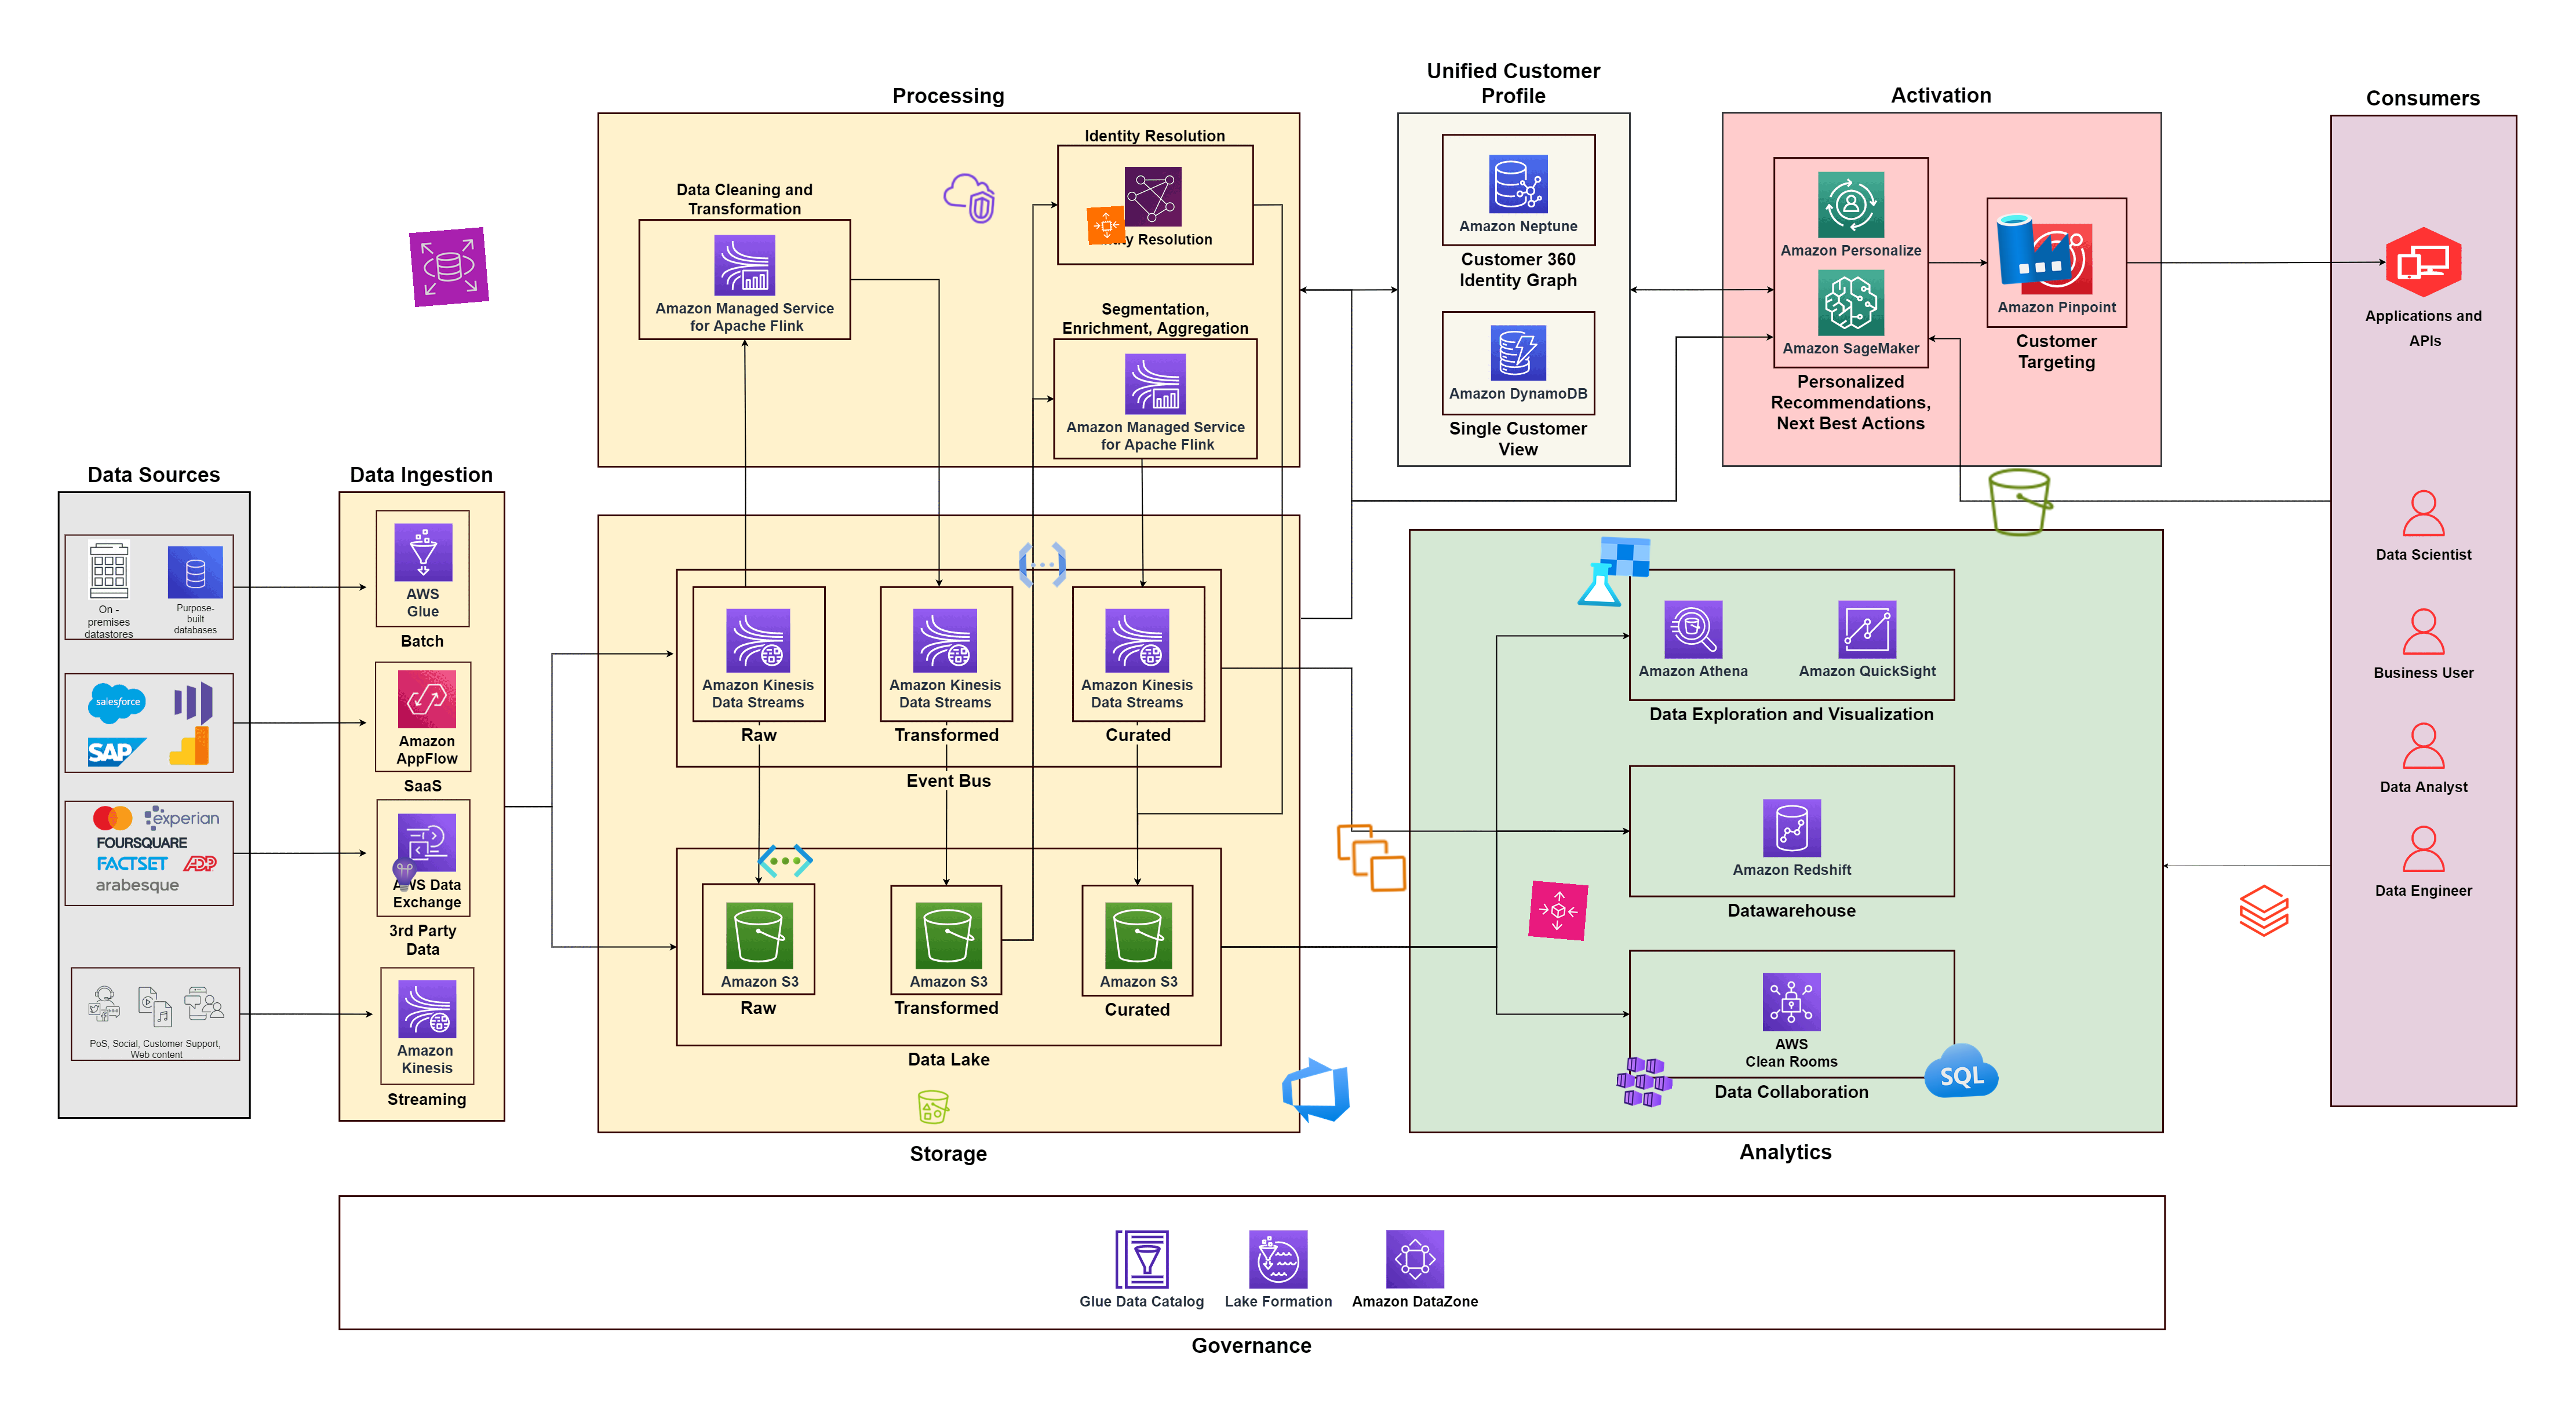 Unified Customer
Profile
Processing
Activation
Consumers
Identity Resolution
Data Cleaning and
Transformation
Resolution
Amazon Managed Service
for Apache Flink
Segmentation,
Enrichment, Aggregation
Amazon Managed Service
for Apache Flink
Amazon Neptune
Customer 360
Identity Graph
Amazon DynamoDB
Single Customer
View
Amazon Personalize
Amazon SageMaker
Personalized
Recommendations,
Next Best Actions
Amazon Pinpoint
Customer
Targeting
Applications and
APIs
Data Scientist
Business User
Data Analyst
Data Engineer
Data Sources
On -
premises
datastores
Purpose-
built
databases
salesforce
SAP
experian
FOURSQUARE
FACTSET
ADP
arabesque
PoS, Social, Customer Support,
Web content
Data Ingestion
AWS
Glue
Batch
Amazon
AppFlow
SaaS
AWS Data
Exchange
3rd Party
Data
Amazon
Kinesis
Streaming
Amazon Kinesis
Data Streams
Raw
Amazon Kinesis
Data Streams
Transformed
Amazon Kinesis
Data Streams
Curated
Event Bus
Amazon S3
Raw
Amazon S3
Transformed
Amazon S3
Curated
Data Lake
Storage
Amazon Athena
Amazon QuickSight
Data Exploration and Visualization
Amazon Redshift
Datawarehouse
AWS
Clean Rooms
SQL
Data Collaboration
Analytics
Glue Data Catalog
Lake Formation
Amazon DataZone
Governance